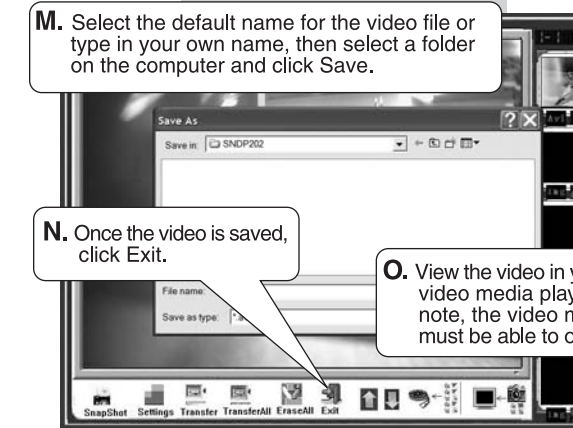 M. Select the default name for the video file or
type in your own name, then select a folder
on the computer and click Save.
Save As
Save in: SNDP202
N. Once the video is saved,
click Exit.
O. View the video in
video media
note, the video
must be able to
File name:
Save as type:
SnapShot Settings Transfer TransferAll EraseAll Exit